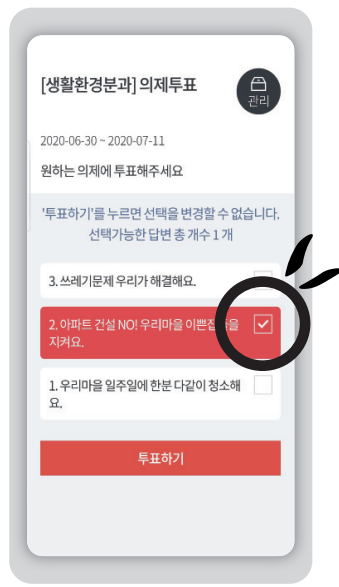 [생활환경분과] 의제투표
관리
2020-06-30 ~ 2020-07-11
원하는 의제에 투표해주세요
'투표하기'를 누르면 선택을 변경할 수 없습니다.
선택가능한 답변 총 개수 1 개
3. 쓰레기문제 우리가 해결해요.
2. 아파트 건설 NO! 우리마을 이쁜집 을
지켜요.
1. 우리마을 일주일에 한분 다같이 청소해
요.
투표하기